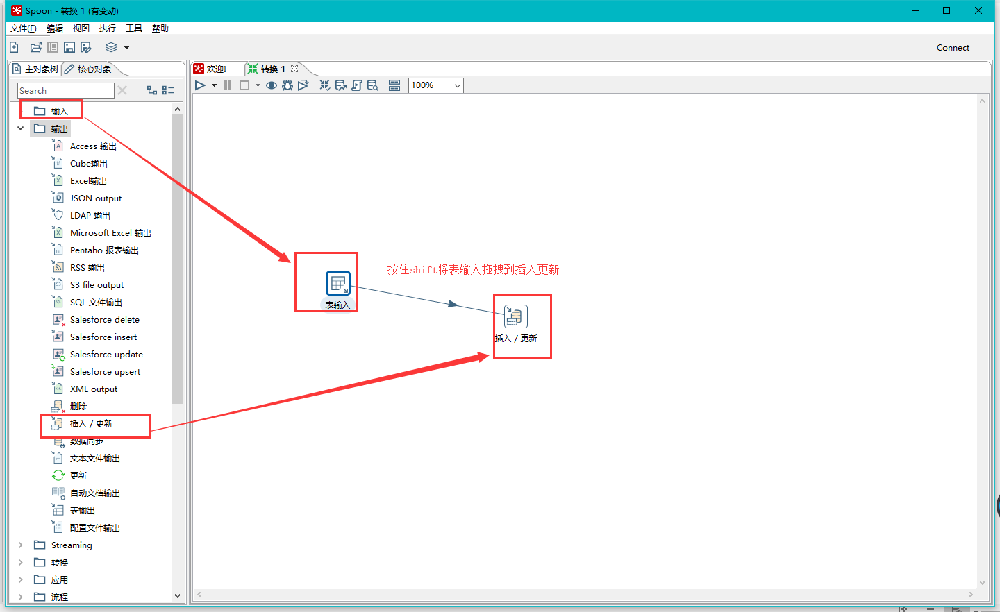 Spoon - 转换 1 (有变动)
文件(F) 编辑 视图 执行 工具 帮助
Connect
主对象树 核心对象
欢迎! 转换 1
Search
100%
输入
输出
Access 输出
Cube输出
Excel输出
JSON output
LDAP 输出
Microsoft Excel 输出
Pentaho 报表输出
RSS 输出
S3 file output
SQL 文件输出
Salesforce delete
Salesforce insert
Salesforce update
Salesforce upsert
XML output
删除
插入 / 更新
数据同步
文本文件输出
更新
自动文档输出
表输出
配置文件输出
Streaming
转换
应用
流程
按住shift将表输入拖拽到插入更新
表输入
插入 / 更新